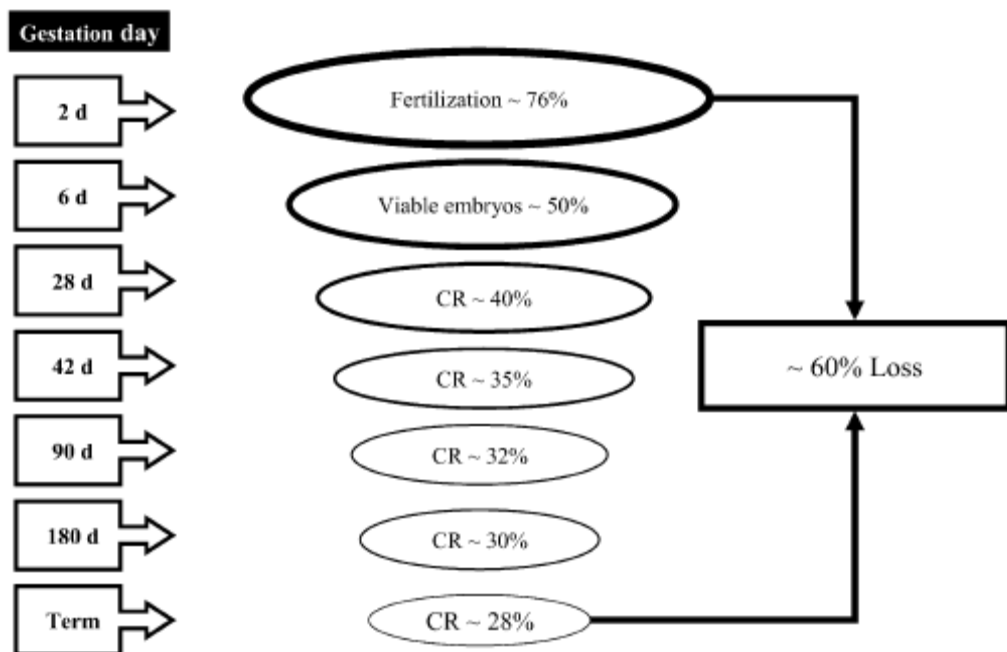 Gestation day
2 d
Fertilization ~ 76%
6 d
Viable embryos ~ 50%
28 d
CR ~ 40%
42 d
CR ~ 35%
~ 60% Loss
90 d
CR ~ 32%
180 d
CR ~ 30%
Term
CR ~ 28%